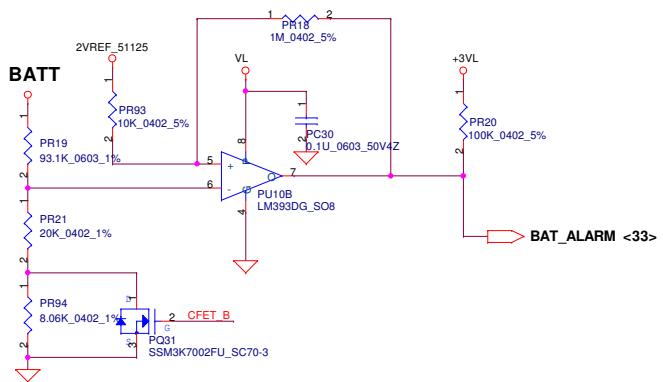 1
PR18
2
1M_0402_5%
2VREF_51125
BATT
VL
+3VL
1
PR93
10K_0402_5%
2
1
PC30
2
0.1U_0603_50V4Z
1
PR20
100K_0402_5%
2
1
PR19
93.1K_0603_1%
2
8
5
+
P
O
7
6
-
G
PU10B
LM393DG_SO8
4
1
PR21
20K_0402_1%
2
BAT_ALARM <33>
1
PR94
8.06K_0402_1%
2
D
1
2
CFET_B
G
S
3
PQ31
SSM3K7002FU_SC70-3